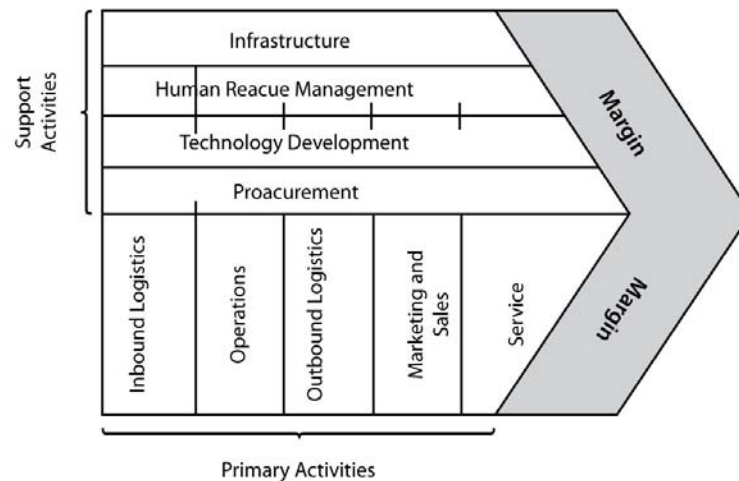 Support
Activities
Infrastructure
Human Reacue Management
Technology Development
Proacurement
Margin
Inbound Logistics
Operations
Outbound Logistics
Marketing and
Sales
Service
Margin
Primary Activities